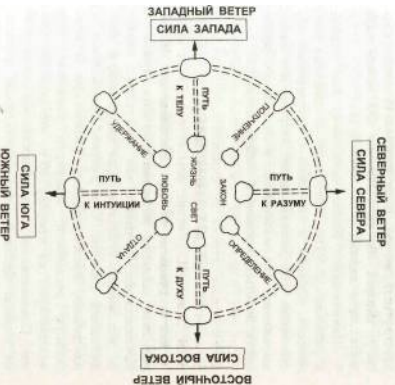 ЗАПАДНЫЙ ВЕТЕР
СИЛА ЗАПАДА
ПУТЬ
К ТЕЛУ
УДЕРЖАНИЕ
ПОЛУЧЕНИЕ
ЖИЗНЬ
ЮЖНЫЙ ВЕТЕР
СИЛА ЮГА
ПУТЬ
К ИНТУИЦИИ
ЛЮБОВЬ
СВЕТ
ЗАКОН
ПУТЬ
К РАЗУМУ
СИЛА СЕВЕРА
СЕВЕРНЫЙ ВЕТЕР
ОТДАЧА
ОПРЕДЕЛЕНИЕ
ПУТЬ
К ДУХУ
СИЛА ВОСТОКА
ВОСТОЧНЫЙ ВЕТЕР